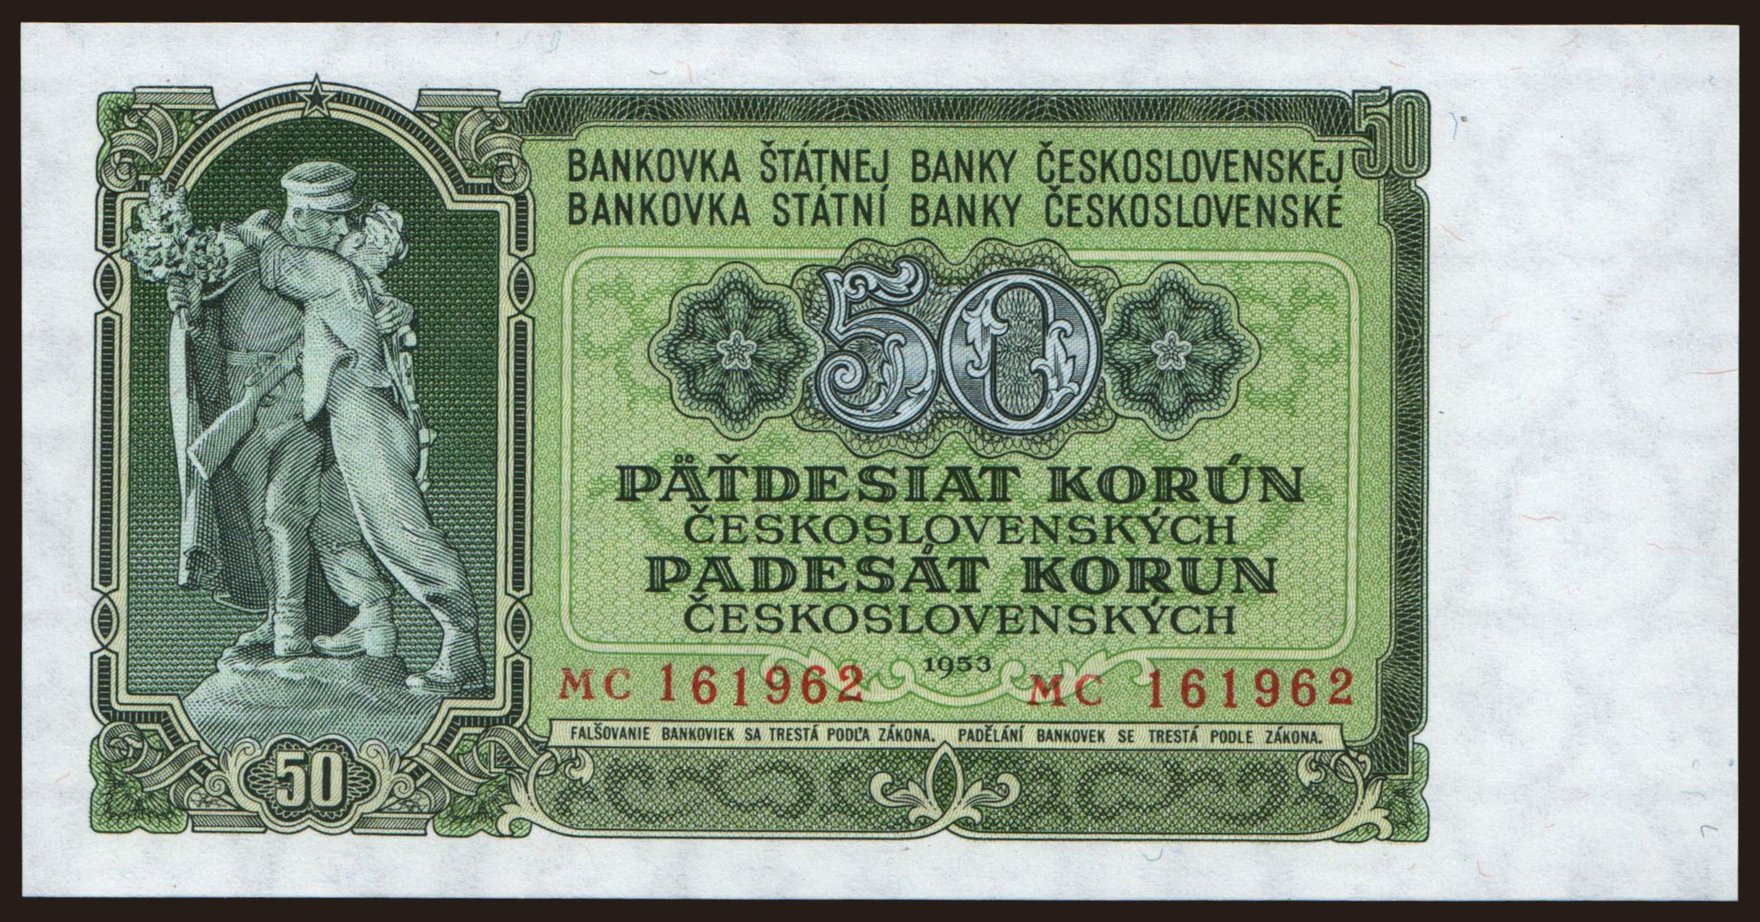 50
BANKOVKA ŠTÁTNEJ BANKY ČESKOSLOVENSKEJ
BANKOVKA STÁTNÍ BANKY ČESKOSLOVENSKÉ
50
PÄŤDESIAT KORÚN
ČESKOSLOVENSKÝCH
PADESÁT KORUN
ČESKOSLOVENSKÝCH
1953
MC 161962 MC 161962
FALŠOVANIE BANKOVIEK SA TRESTÁ PODĽA ZÁKONA. PADĚLÁNÍ BANKOVEK SE TRESTÁ PODLE ZÁKONA.
50